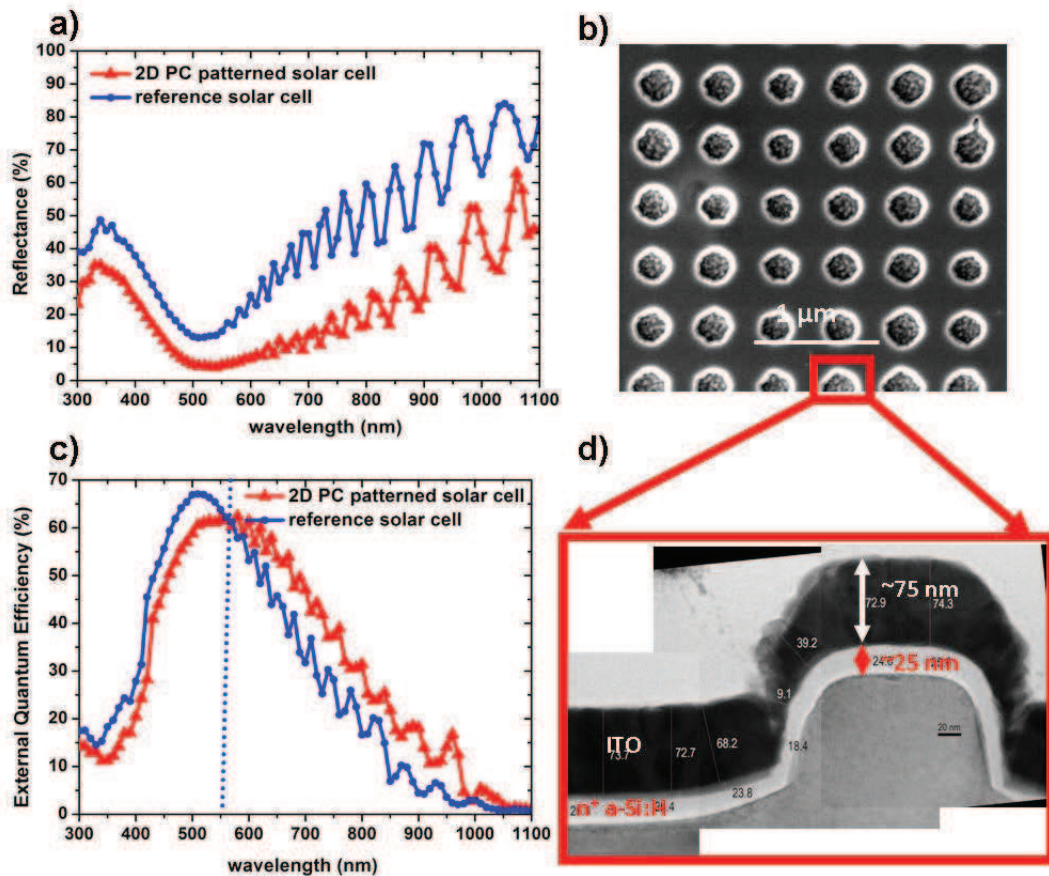 a)
100
90
80
70
60
50
40
30
20
10
0
Reflectance (%)
2D PC patterned solar cell
reference solar cell
300 400 500 600 700 800 900 1000 1100
wavelength (nm)
b)
1 μm
c)
70
60
50
40
30
20
10
0
External Quantum Efficiency (%)
2D PC patterned solar cell
reference solar cell
300 400 500 600 700 800 900 1000 1100
wavelength (nm)
d)
~75 nm
72.9
74.3
39.2
~25 nm
24.6
9.1
ITO
73.7
72.7
68.2
18.4
20 nm
23.8
n⁺ a-Si:H